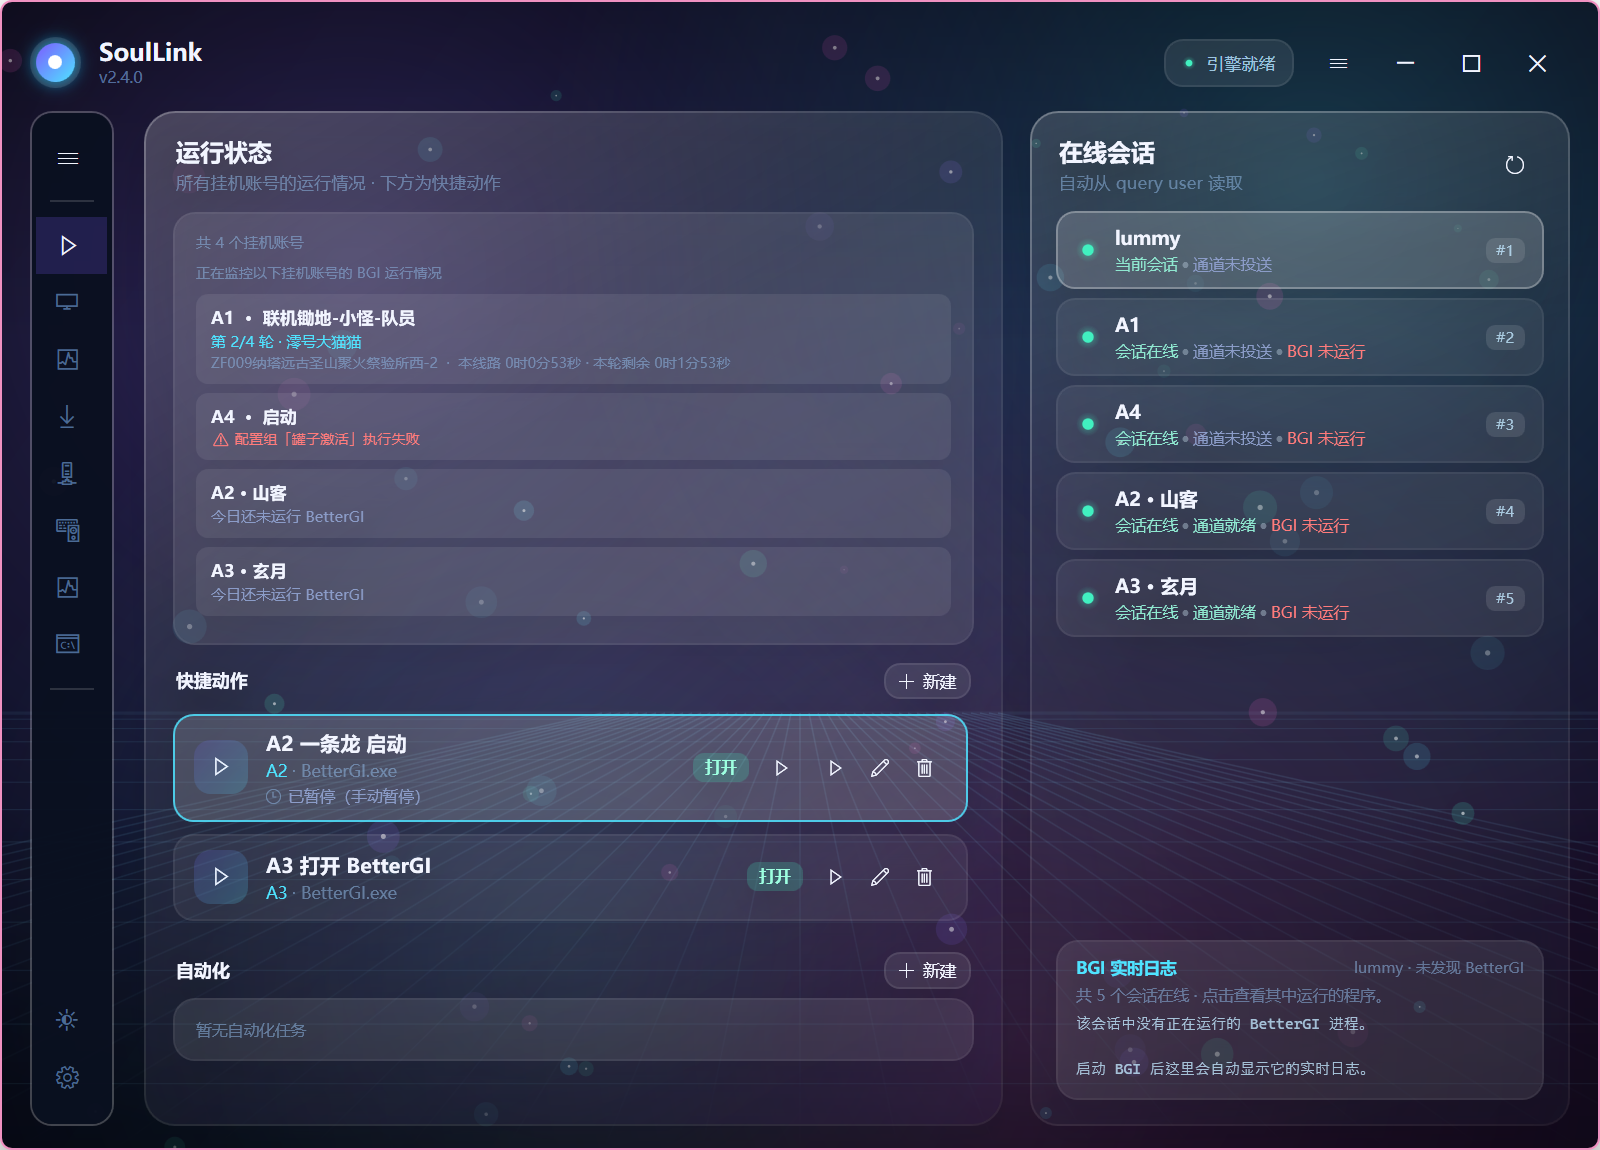 SoulLink
v2.4.0
引擎就绪
运行状态
所有挂机账号的运行情况 · 下方为快捷动作
共 4 个挂机账号
正在监控以下挂机账号的 BGI 运行情况
A1 • 联机锄地-小怪-队员
第 2/4 轮 · 澪号大猫猫
ZF009纳塔远古圣山聚火祭验所西-2 · 本线路 0时0分53秒 · 本轮剩余 0时1分53秒
A4 • 启动
配置组「罐子激活」执行失败
A2 • 山客
今日还未运行 BetterGI
A3 • 玄月
今日还未运行 BetterGI
快捷动作
新建
A2 一条龙 启动
A2 · BetterGI.exe
已暂停（手动暂停）
打开
A3 打开 BetterGI
A3 · BetterGI.exe
打开
自动化
新建
暂无自动化任务
在线会话
自动从 query user 读取
lummy
当前会话 • 通道未投送
#1
A1
会话在线 • 通道未投送 • BGI 未运行
#2
A4
会话在线 • 通道未投送 • BGI 未运行
#3
A2 • 山客
会话在线 • 通道就绪 • BGI 未运行
#4
A3 • 玄月
会话在线 • 通道就绪 • BGI 未运行
#5
BGI 实时日志
lummy · 未发现 BetterGI
共 5 个会话在线 · 点击查看其中运行的程序。
该会话中没有正在运行的 BetterGI 进程。
启动 BGI 后这里会自动显示它的实时日志。
C:\